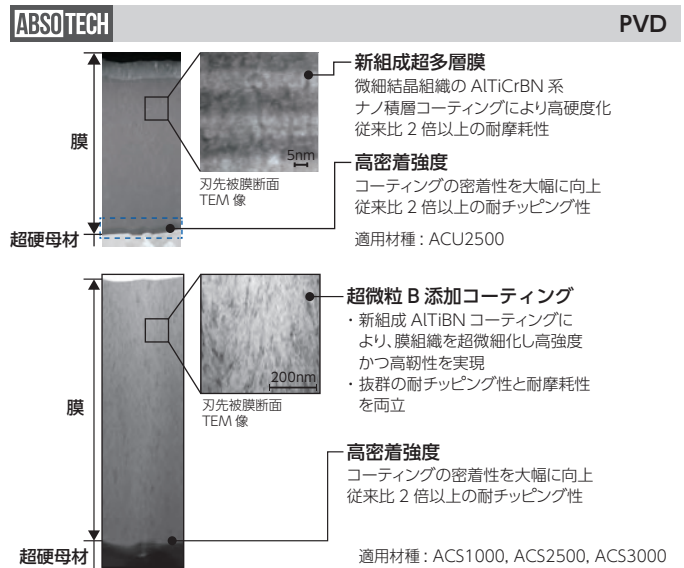 ABSOTECH
PVD
新組成超多層膜
微細結晶組織の AlTiCrBN 系
ナノ積層コーティングにより高硬度化
従来比 2 倍以上の耐摩耗性
膜
5nm
刃先被膜断面
TEM 像
高密着強度
コーティングの密着性を大幅に向上
従来比 2 倍以上の耐チッピング性
超硬母材
適用材種 : ACU2500
超微粒 B 添加コーティング
・ 新組成 AlTiBN コーティングに
より、膜組織を超微細化し高強度
かつ高靭性を実現
・ 抜群の耐チッピング性と耐摩耗性
を両立
200nm
刃先被膜断面
TEM 像
膜
高密着強度
コーティングの密着性を大幅に向上
従来比 2 倍以上の耐チッピング性
超硬母材
適用材種 : ACS1000, ACS2500, ACS3000